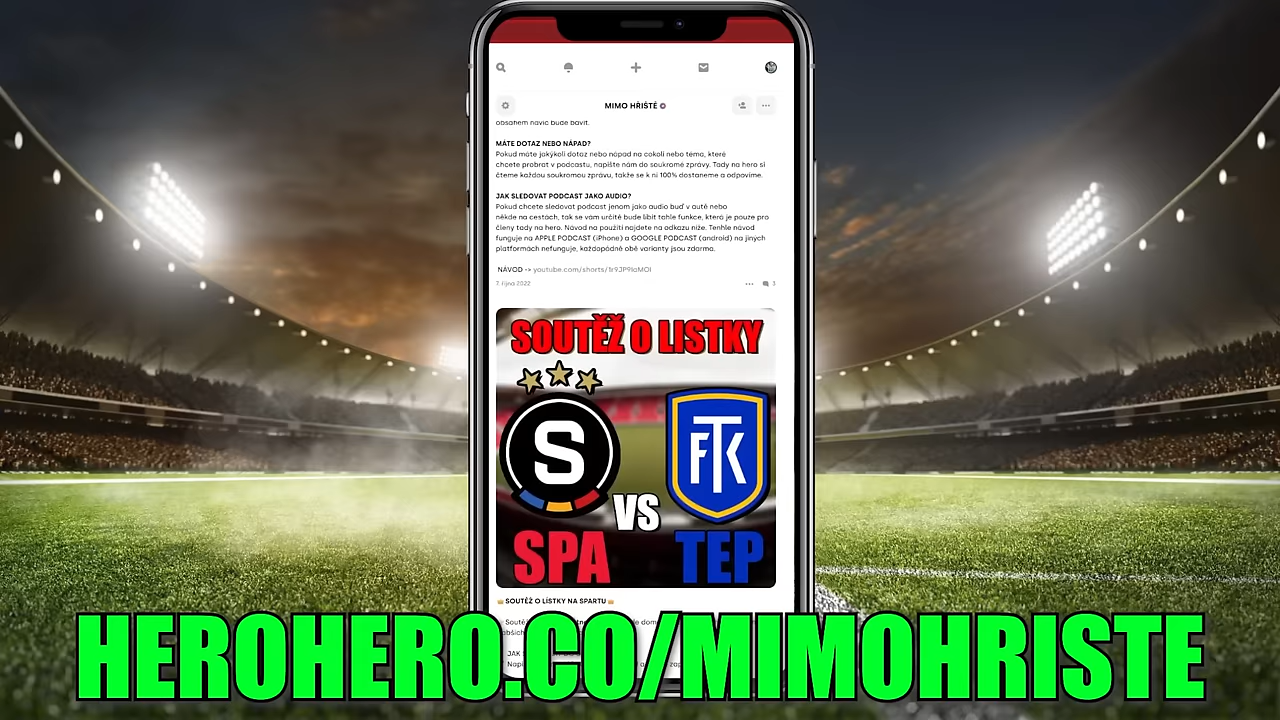 MIMO HŘIŠTĚ
obsahem navíc bude bavit.
MÁTE DOTAZ NEBO NÁPAD?
Pokud máte jakýkoli dotaz nebo nápad na cokoli nebo téma, které
chcete probrat v podcastu, napište nám do soukromé zprávy. Tady na hero si
čteme každou soukromou zprávu, takže se k ní 100% dostaneme a odpovíme.
JAK SLEDOVAT PODCAST JAKO AUDIO?
Pokud chcete sledovat podcast jenom jako audio buď v autě nebo
někde na cestách, tak se vám určitě bude líbit tahle funkce, která je pouze pro
členy tady na hero. Návod na použití najdete na odkazu níže. Tenhle návod
funguje na APPLE PODCAST (iPhone) a GOOGLE PODCAST (android) na jiných
platformách nefunguje, každopádně obě varianty jsou zdarma.
NÁVOD -> youtube.com/shorts/1r9JP9IaMOI
7. října 2022
3
SOUTĚŽ O LISTKY
S
FTK
VS
SPA
TEP
SOUTĚŽ O LÍSTKY NA SPARTU
HEROHERO.CO/MIMOHRISTE